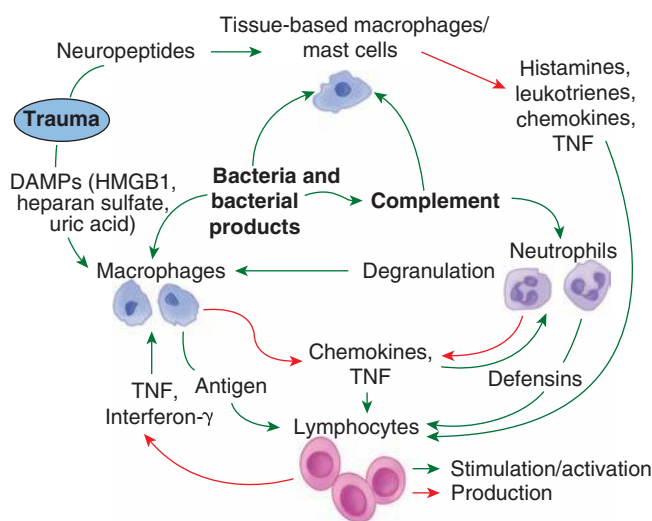 Tissue-based macrophages/
mast cells
Neuropeptides
Histamines,
leukotrienes,
chemokines,
TNF
Trauma
DAMPs (HMGB1,
heparan sulfate,
uric acid)
Bacteria and
bacterial
products
Complement
Neutrophils
Macrophages
Degranulation
Chemokines,
TNF
Defensins
TNF,
Interferon-γ
Antigen
Lymphocytes
Stimulation/activation
Production